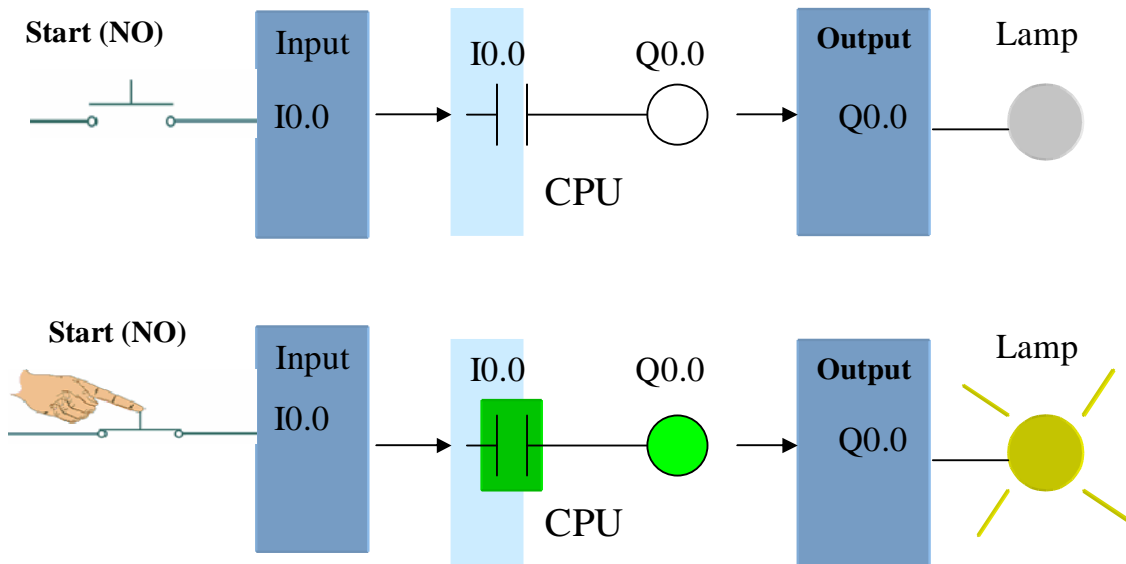 Start (NO)
Input
I0.0
I0.0
Q0.0
CPU
Output
Q0.0
Lamp
Start (NO)
Input
I0.0
I0.0
Q0.0
CPU
Output
Q0.0
Lamp